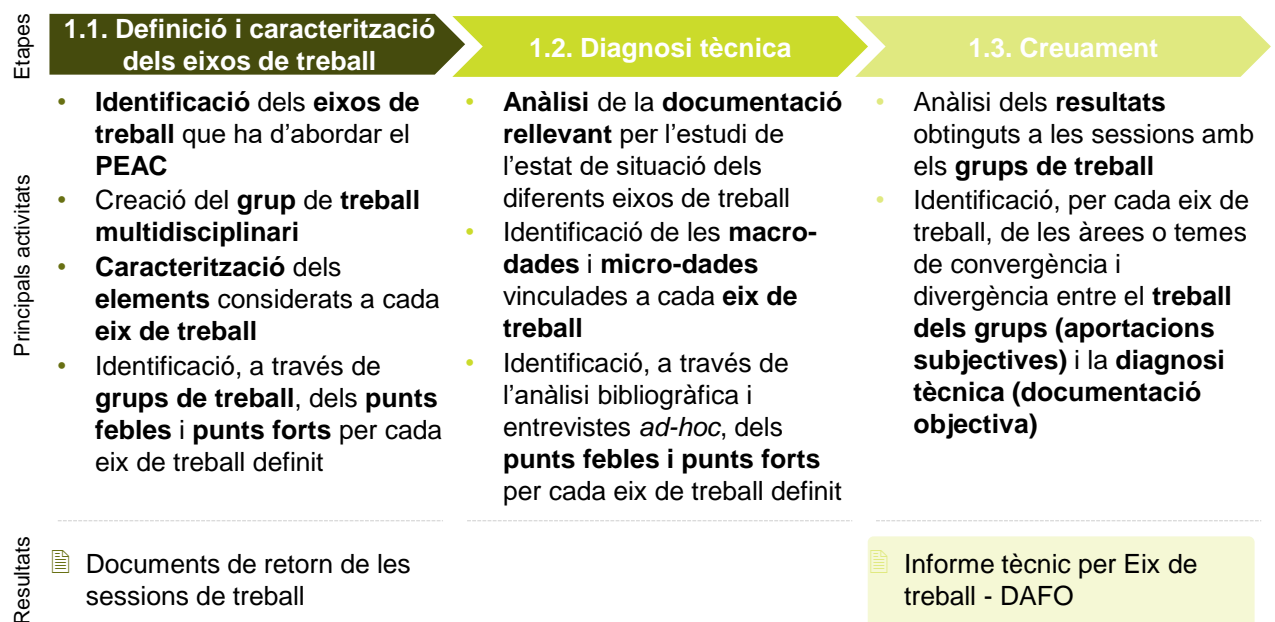 Etapes
1.1. Definició i caracterització
dels eixos de treball
1.2. Diagnosi tècnica
1.3. Creuament
Principals activitats
• Identificació dels eixos de
treball que ha d’abordar el
PEAC
• Creació del grup de treball
multidisciplinari
• Caracterització dels
elements considerats a cada
eix de treball
• Identificació, a través de
grups de treball, dels punts
febles i punts forts per cada
eix de treball definit
• Anàlisi de la documentació
rellevant per l’estudi de
l’estat de situació dels
diferents eixos de treball
• Identificació de les macro-
dades i micro-dades
vinculades a cada eix de
treball
• Identificació, a través de
l’anàlisi bibliogràfica i
entrevistes ad-hoc, dels
punts febles i punts forts
per cada eix de treball definit
• Anàlisi dels resultats
obtinguts a les sessions amb
els grups de treball
• Identificació, per cada eix de
treball, de les àrees o temes
de convergència i
divergència entre el treball
dels grups (aportacions
subjectives) i la diagnosi
tècnica (documentació
objectiva)
Resultats
Documents de retorn de les
sessions de treball
Informe tècnic per Eix de
treball - DAFO